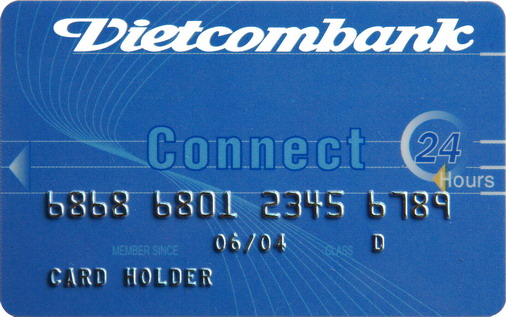 Vietcombank
Connect
24
Hours
6868 6801 2345 6789
06/04 D
MEMBER SINCE CLASS
CARD HOLDER